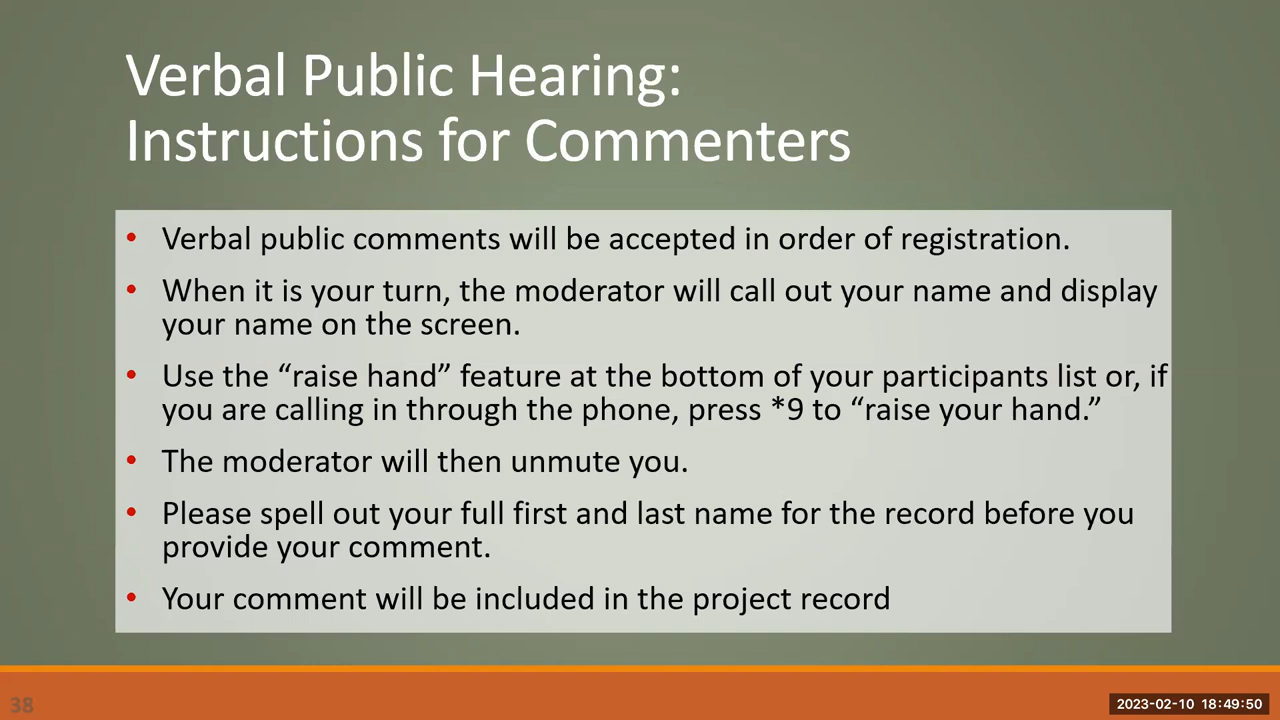 Verbal Public Hearing:
Instructions for Commenters
• Verbal public comments will be accepted in order of registration.
• When it is your turn, the moderator will call out your name and display
your name on the screen.
• Use the “raise hand” feature at the bottom of your participants list or, if
you are calling in through the phone, press *9 to “raise your hand.”
• The moderator will then unmute you.
• Please spell out your full first and last name for the record before you
provide your comment.
• Your comment will be included in the project record
38
2023-02-10 18:49:50